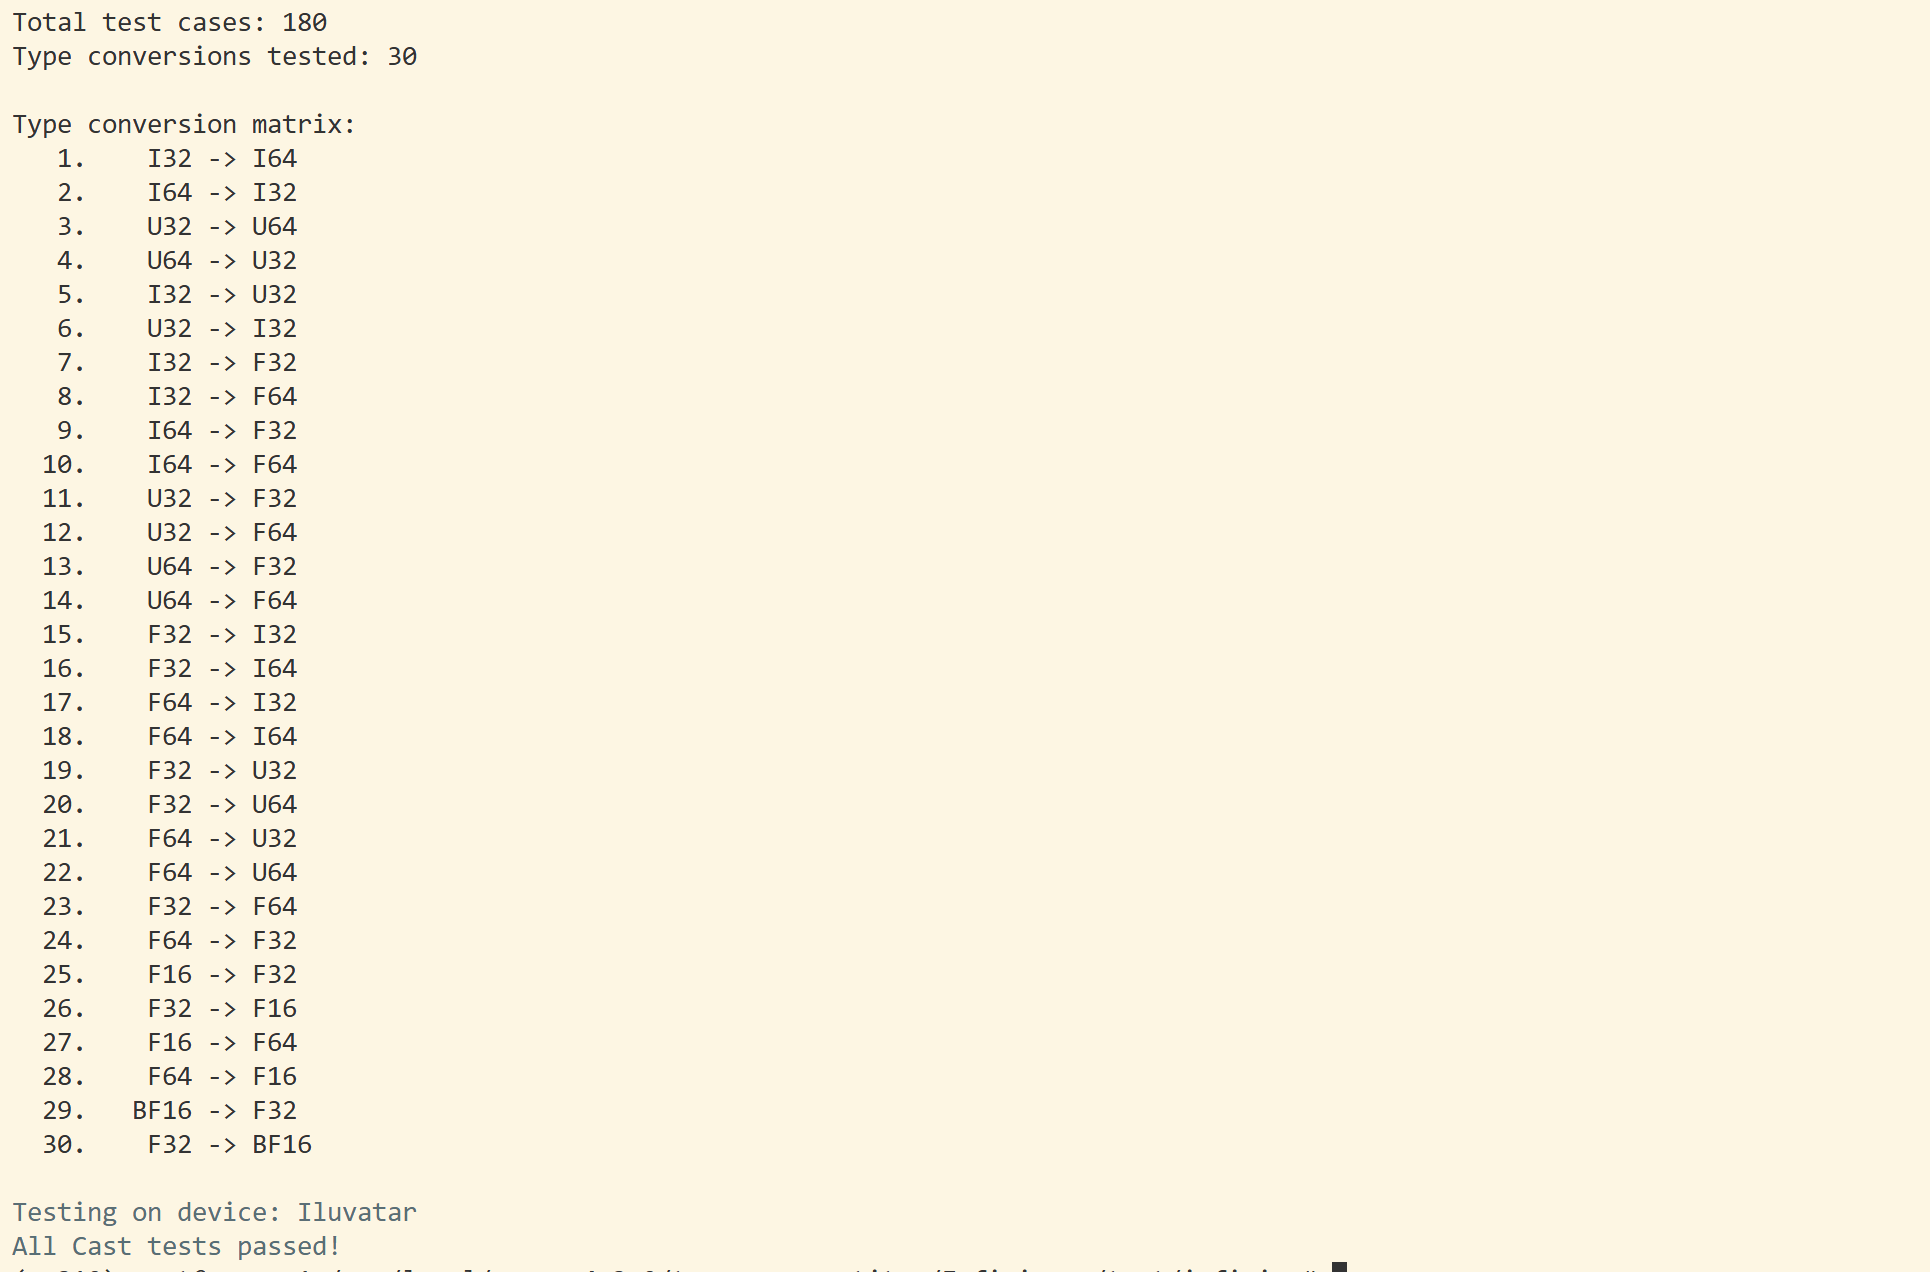 Total test cases: 180
Type conversions tested: 30
Type conversion matrix:
1. I32 -> I64
2. I64 -> I32
3. U32 -> U64
4. U64 -> U32
5. I32 -> U32
6. U32 -> I32
7. I32 -> F32
8. I32 -> F64
9. I64 -> F32
10. I64 -> F64
11. U32 -> F32
12. U32 -> F64
13. U64 -> F32
14. U64 -> F64
15. F32 -> I32
16. F32 -> I64
17. F64 -> I32
18. F64 -> I64
19. F32 -> U32
20. F32 -> U64
21. F64 -> U32
22. F64 -> U64
23. F32 -> F64
24. F64 -> F32
25. F16 -> F32
26. F32 -> F16
27. F16 -> F64
28. F64 -> F16
29. BF16 -> F32
30. F32 -> BF16
Testing on device: Iluvatar
All Cast tests passed!